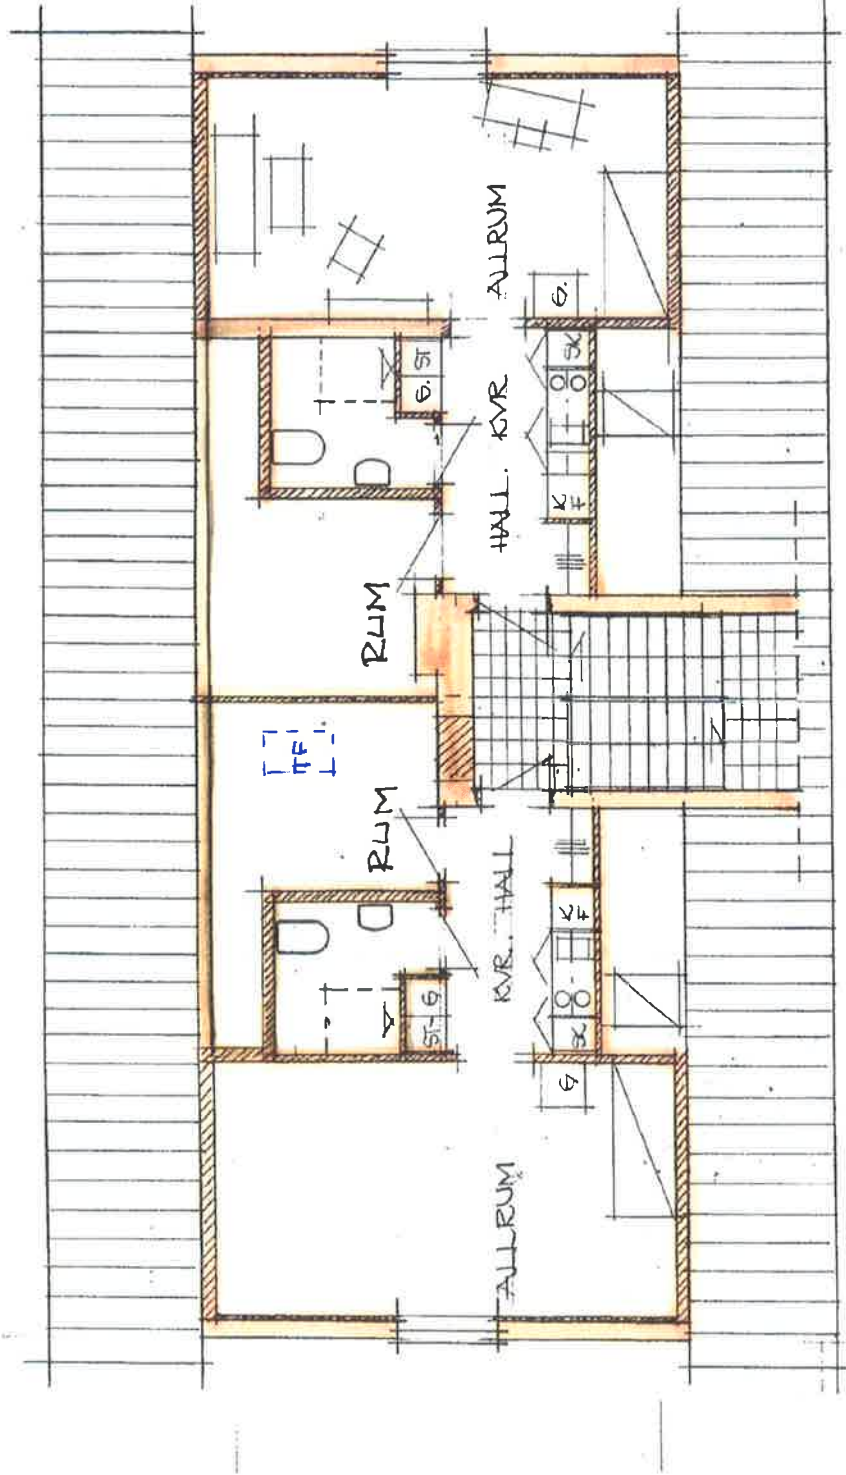 ALLRUM
G.
G. ST
SK
HALL. KVR
K
F
RUM
TF
RUM
KVR. HALL
K
F
ST- G
SK
G
ALLRUM